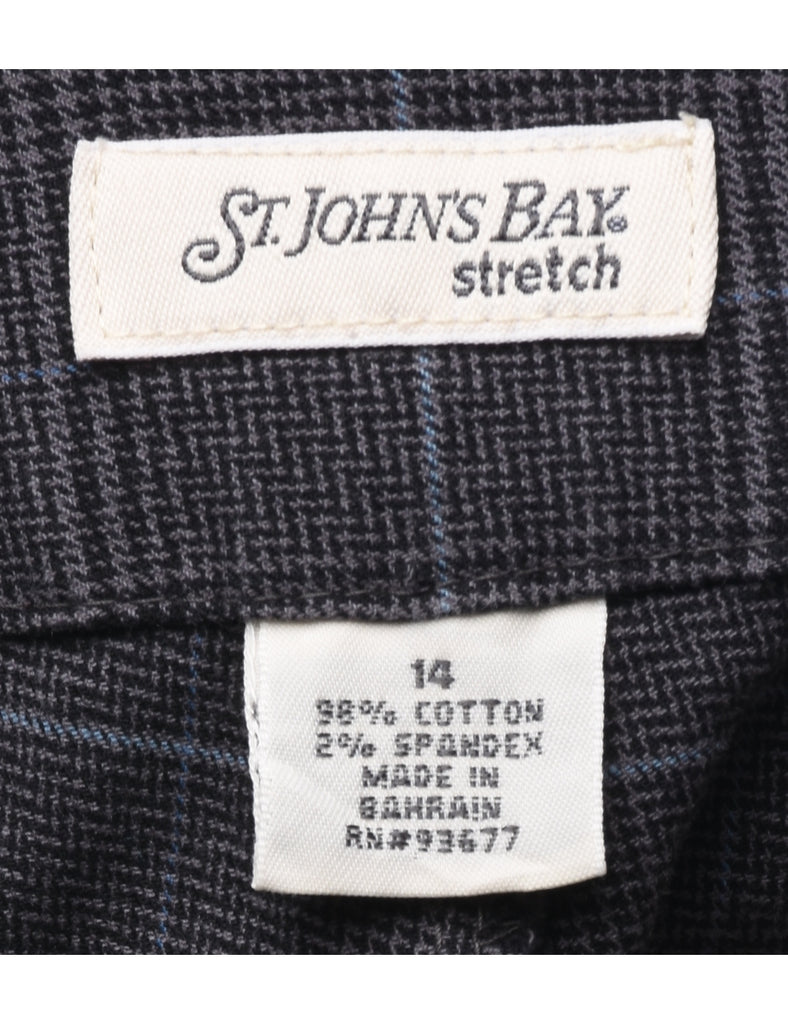 ST. JOHN'S BAY®
stretch
14
98% COTTON
2% SPANDEX
MADE IN
BAHRAIN
RN#93677